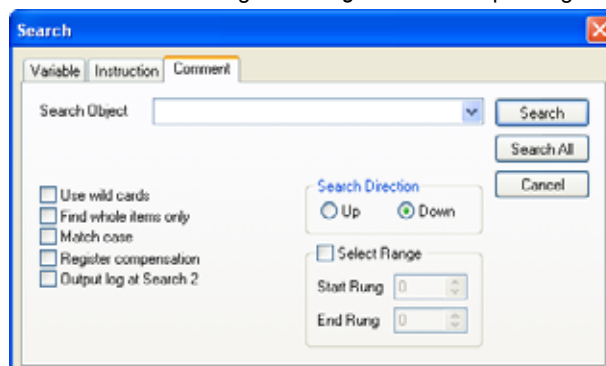 Search
Variable Instruction Comment
Search Object
Search
Search All
Cancel
Use wild cards
Find whole items only
Match case
Register compensation
Output log at Search 2
Search Direction
Up Down
Select Range
Start Rung 0
End Rung 0